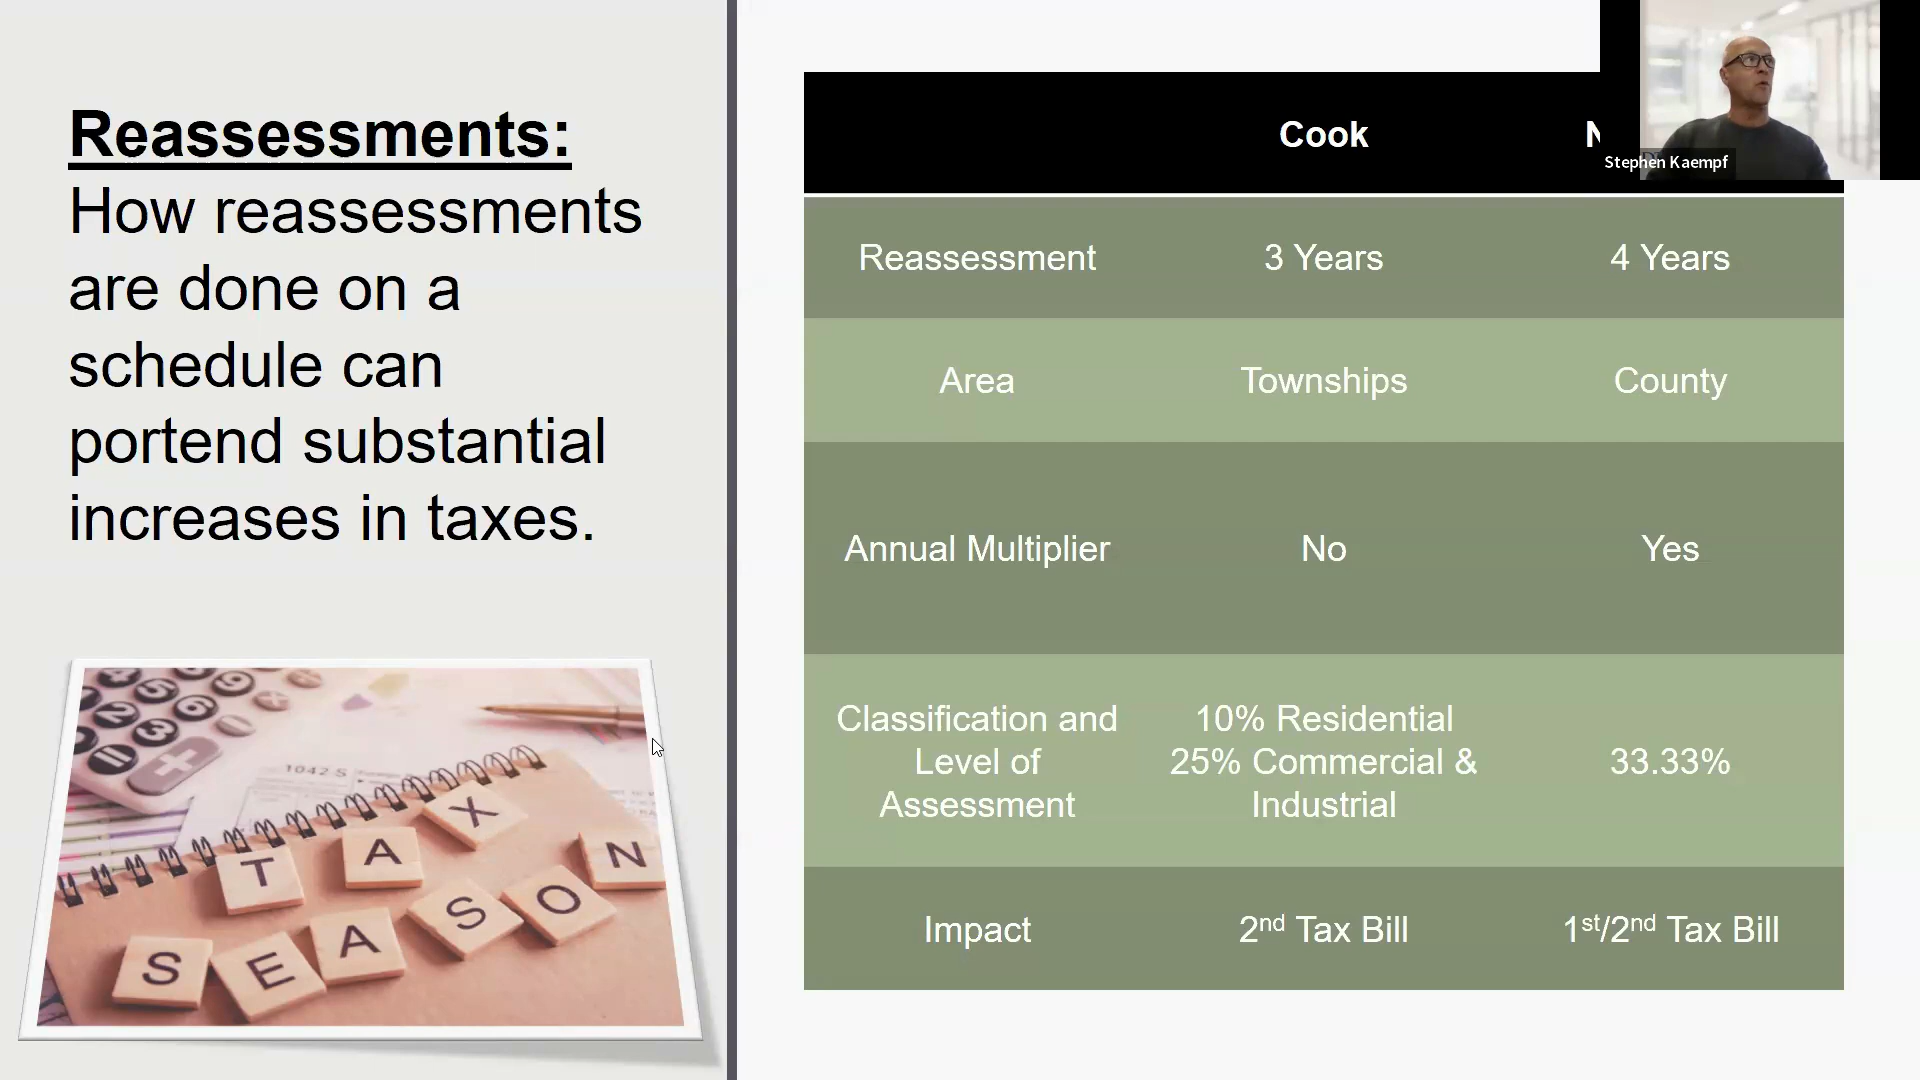 Reassessments:
How reassessments
are done on a
schedule can
portend substantial
increases in taxes.
1042 S
TAX
SEASON
Cook
Stephen Kaempf
Reassessment 3 Years 4 Years
Area Townships County
Annual Multiplier No Yes
Classification and
Level of
Assessment
10% Residential
25% Commercial &
Industrial
33.33%
Impact 2nd Tax Bill 1st/2nd Tax Bill